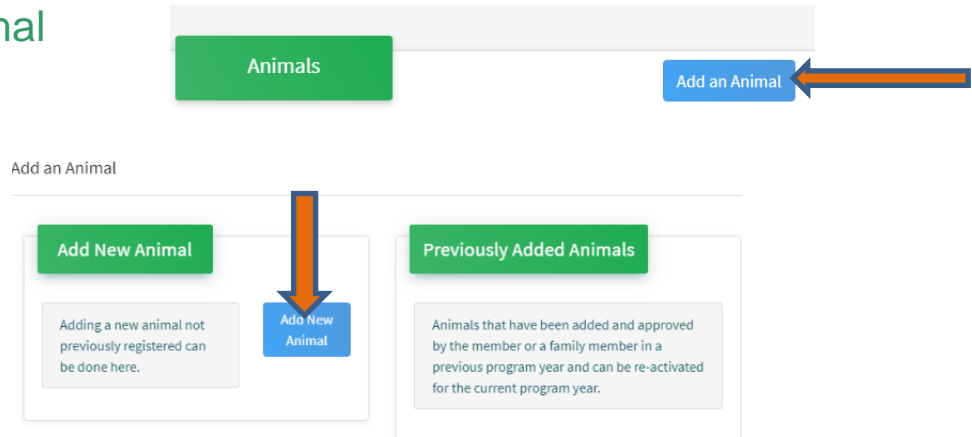 Animals
Add an Animal
Add an Animal
Add New Animal
Adding a new animal not
previously registered can
be done here.
Add New
Animal
Previously Added Animals
Animals that have been added and approved
by the member or a family member in a
previous program year and can be re-activated
for the current program year.